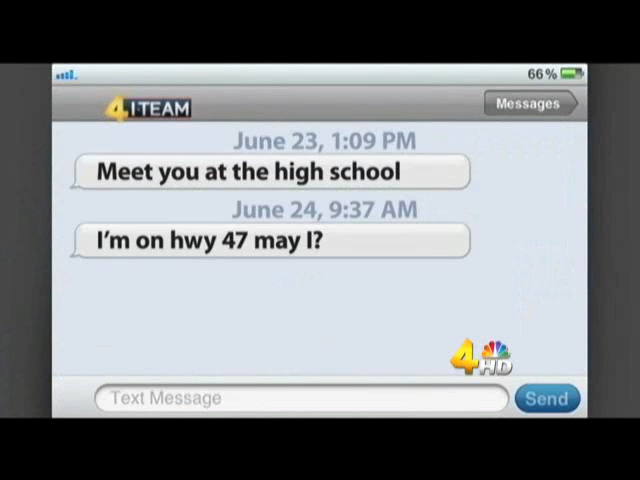 66%
4 I TEAM
Messages
June 23, 1:09 PM
Meet you at the high school
June 24, 9:37 AM
I'm on hwy 47 may I?
4
HD
Text Message
Send